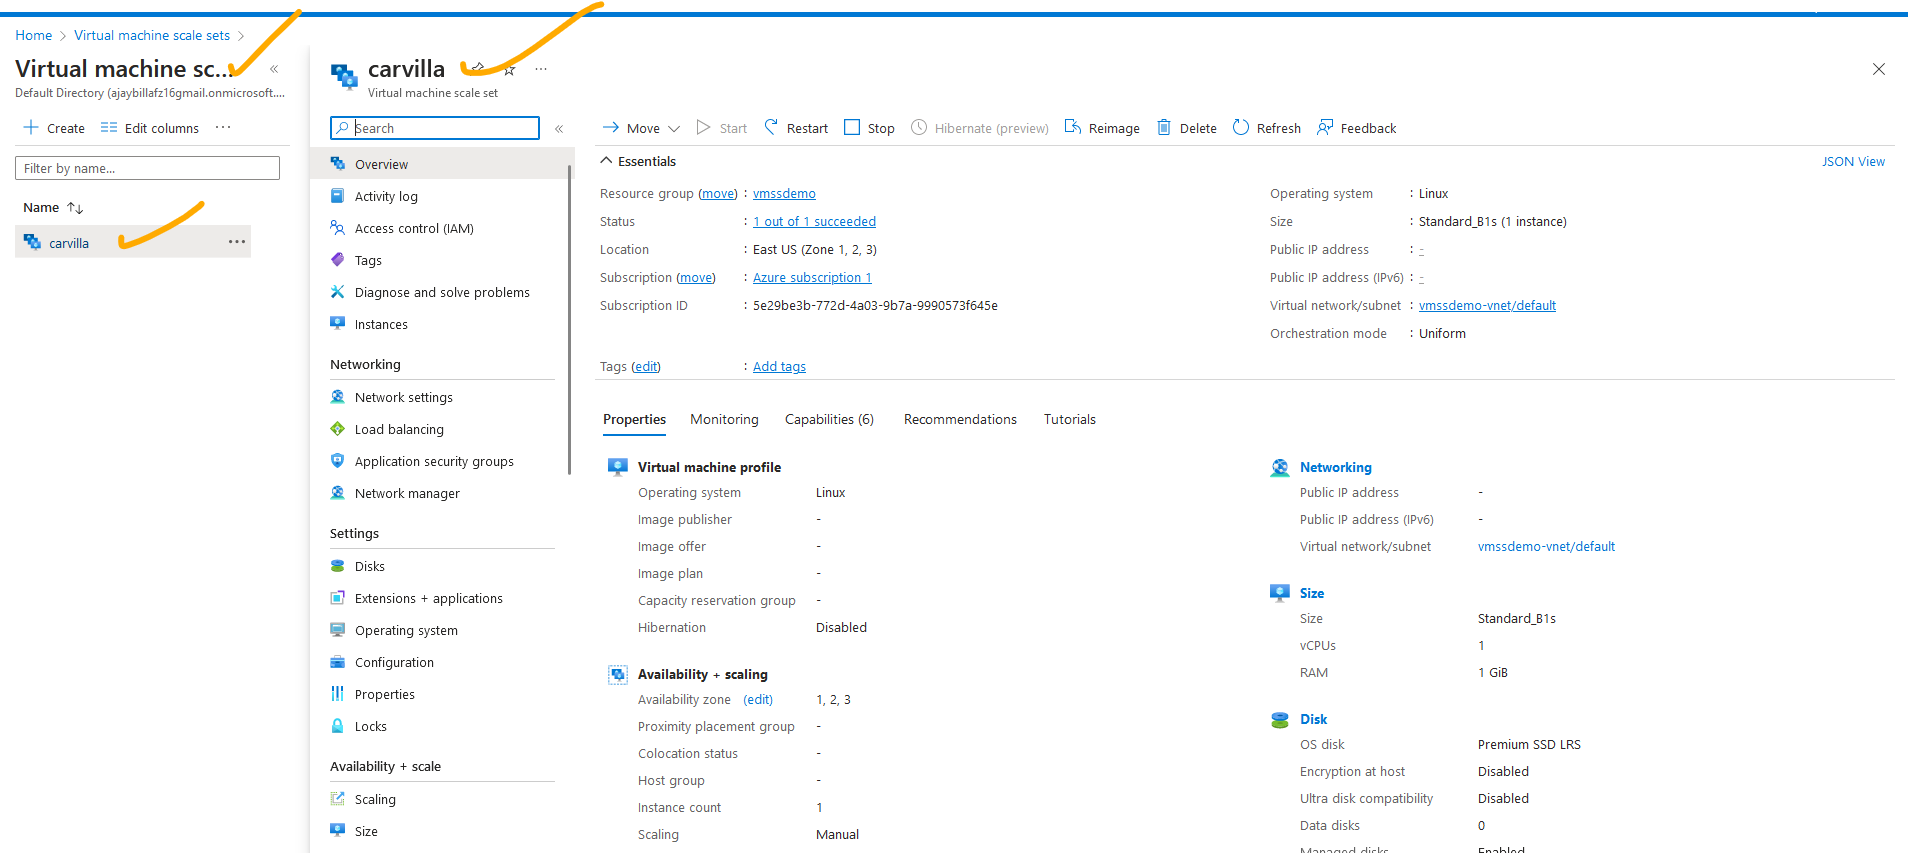 Home > Virtual machine scale sets >
Virtual machine sc... «
Default Directory (ajaybillafz16gmail.onmicrosoft....
Create Edit columns ...
Filter by name...
Name
carvilla ...
carvilla ...
Virtual machine scale set
Search «
Overview
Activity log
Access control (IAM)
Tags
Diagnose and solve problems
Instances
Networking
Network settings
Load balancing
Application security groups
Network manager
Settings
Disks
Extensions + applications
Operating system
Configuration
Properties
Locks
Availability + scale
Scaling
Size
Move Start Restart Stop Hibernate (preview) Reimage Delete Refresh Feedback
Essentials JSON View
Resource group (move) : vmssdemo
Status : 1 out of 1 succeeded
Location : East US (Zone 1, 2, 3)
Subscription (move) : Azure subscription 1
Subscription ID : 5e29be3b-772d-4a03-9b7a-9990573f645e
Tags (edit) : Add tags
Operating system : Linux
Size : Standard_B1s (1 instance)
Public IP address : -
Public IP address (IPv6) : -
Virtual network/subnet : vmssdemo-vnet/default
Orchestration mode : Uniform
Properties Monitoring Capabilities (6) Recommendations Tutorials
Virtual machine profile
Operating system Linux
Image publisher -
Image offer -
Image plan -
Capacity reservation group -
Hibernation Disabled
Availability + scaling
Availability zone (edit) 1, 2, 3
Proximity placement group -
Colocation status -
Host group -
Instance count 1
Scaling Manual
Networking
Public IP address -
Public IP address (IPv6) -
Virtual network/subnet vmssdemo-vnet/default
Size
Size Standard_B1s
vCPUs 1
RAM 1 GiB
Disk
OS disk Premium SSD LRS
Encryption at host Disabled
Ultra disk compatibility Disabled
Data disks 0
Managed disks Enabled